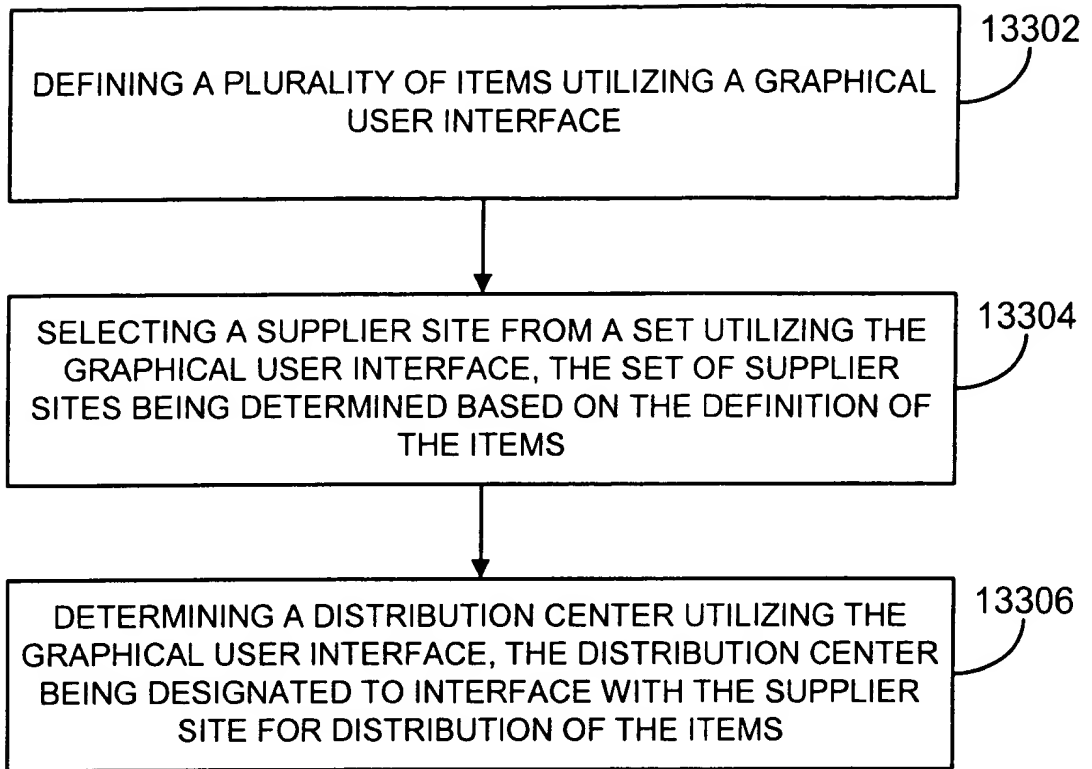 13302
DEFINING A PLURALITY OF ITEMS UTILIZING A GRAPHICAL
USER INTERFACE
13304
SELECTING A SUPPLIER SITE FROM A SET UTILIZING THE
GRAPHICAL USER INTERFACE, THE SET OF SUPPLIER
SITES BEING DETERMINED BASED ON THE DEFINITION OF
THE ITEMS
13306
DETERMINING A DISTRIBUTION CENTER UTILIZING THE
GRAPHICAL USER INTERFACE, THE DISTRIBUTION CENTER
BEING DESIGNATED TO INTERFACE WITH THE SUPPLIER
SITE FOR DISTRIBUTION OF THE ITEMS